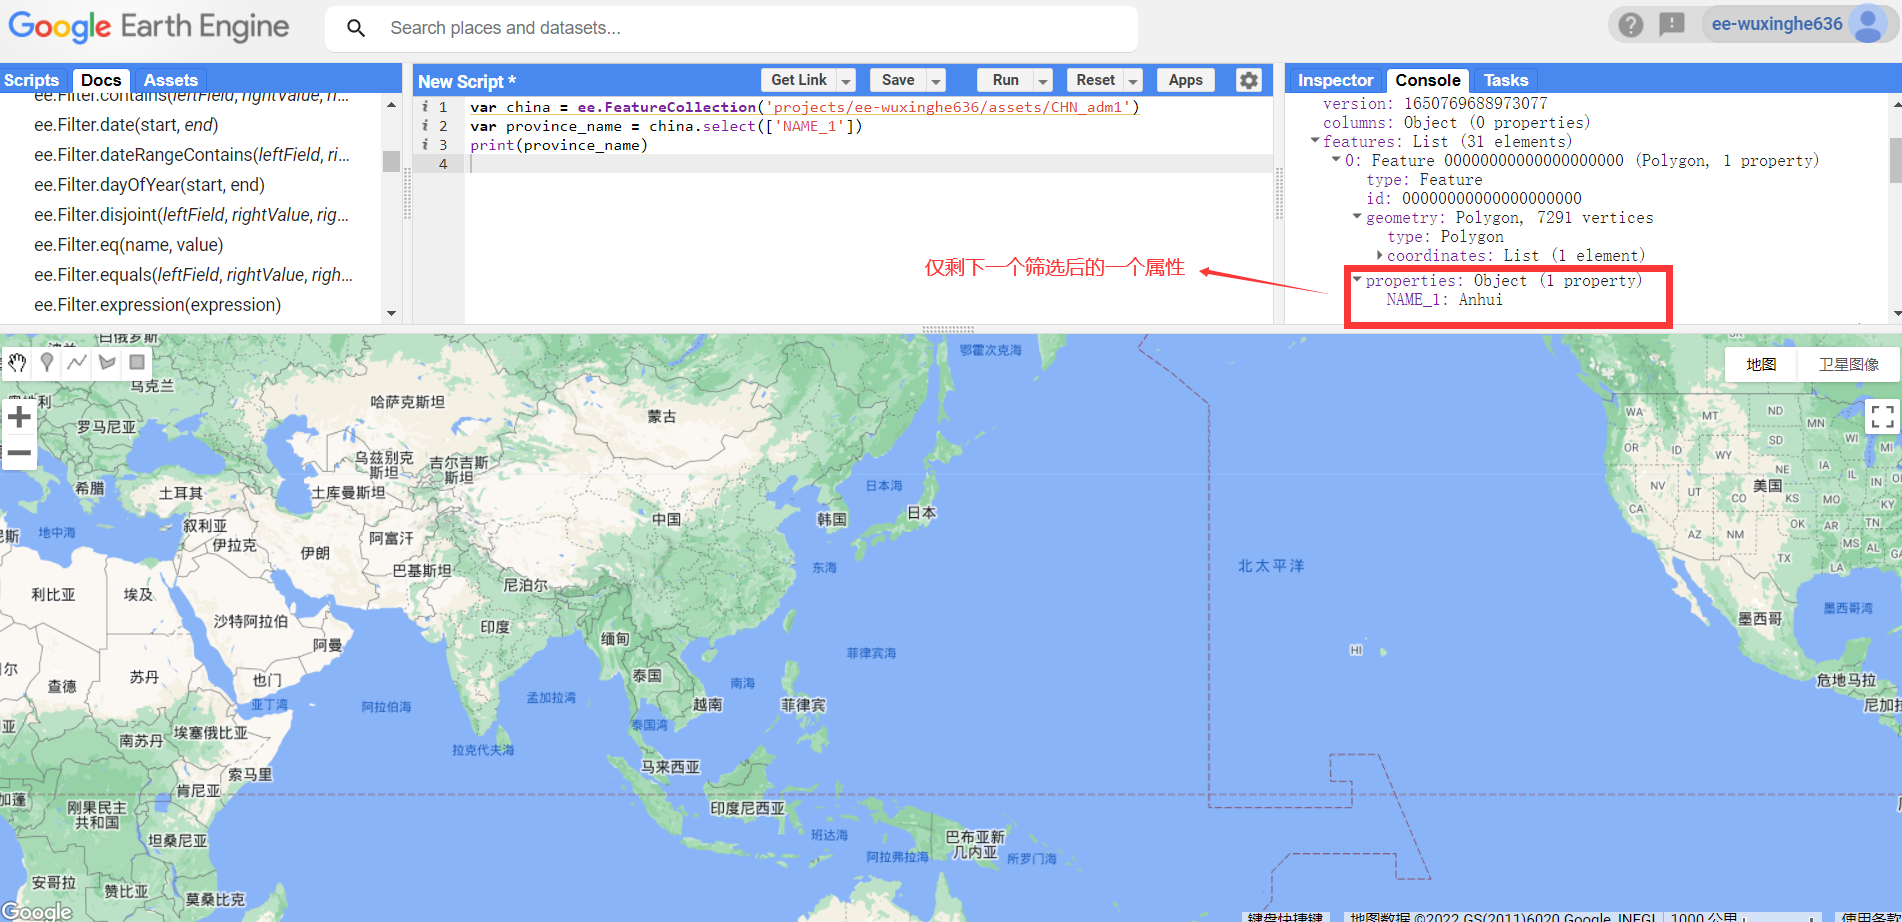 Google Earth Engine
Search places and datasets...
ee-wuxinghe636
Scripts Docs Assets
New Script *
Get Link Save Run Reset Apps
Inspector Console Tasks
ee.Filter.contains(leftField, rightValue, r...
ee.Filter.date(start, end)
ee.Filter.dateRangeContains(leftField, ri...
ee.Filter.dayOfYear(start, end)
ee.Filter.disjoint(leftField, rightValue, rig...
ee.Filter.eq(name, value)
ee.Filter.equals(leftField, rightValue, righ...
ee.Filter.expression(expression)
i 1 var china = ee.FeatureCollection('projects/ee-wuxinghe636/assets/CHN_adm1')
i 2 var province_name = china.select(['NAME_1'])
i 3 print(province_name)
4
仅剩下一个筛选后的一个属性
version: 1650769688973077
columns: Object (0 properties)
features: List (31 elements)
0: Feature 00000000000000000000 (Polygon, 1 property)
type: Feature
id: 00000000000000000000
geometry: Polygon, 7291 vertices
type: Polygon
coordinates: List (1 element)
properties: Object (1 property)
NAME_1: Anhui
地图 卫星图像
白俄罗斯
鄂霍次克海
乌克兰
哈萨克斯坦
蒙古
罗马尼亚
乌兹别克
斯坦
吉尔吉斯
斯坦
希腊
土耳其
土库曼斯坦
日本海
地中海
叙利亚
伊拉克
伊朗
阿富汗
中国
韩国
日本
巴基斯坦
尼泊尔
东海
北太平洋
利比亚
埃及
沙特阿拉伯
阿曼
印度
缅甸
菲律宾海
查德
苏丹
也门
泰国
南海
亚丁湾
阿拉伯海
孟加拉湾
越南
菲律宾
泰国湾
南苏丹
埃塞俄比亚
拉克代夫海
索马里
马来西亚
肯尼亚
加蓬
刚果民主
共和国
印度尼西亚
坦桑尼亚
班达海
巴布亚新
几内亚
阿拉弗拉海
所罗门海
安哥拉
赞比亚
莫桑比克
WA
MT
ND
MN
OR
ID
WY
SD
WI
MI
NE
IA
IL
IN
NV
UT
CO
美国
KS
MO
KY
CA
OK
AR
TN
AZ
NM
MS
AL
GA
TX
LA
墨西哥湾
墨西哥
HI
危地马拉
尼加拉
Google
键盘快捷键
地图数据 ©2022 GS(2011)6020 Google, INEGI
1000 公里
使用条款